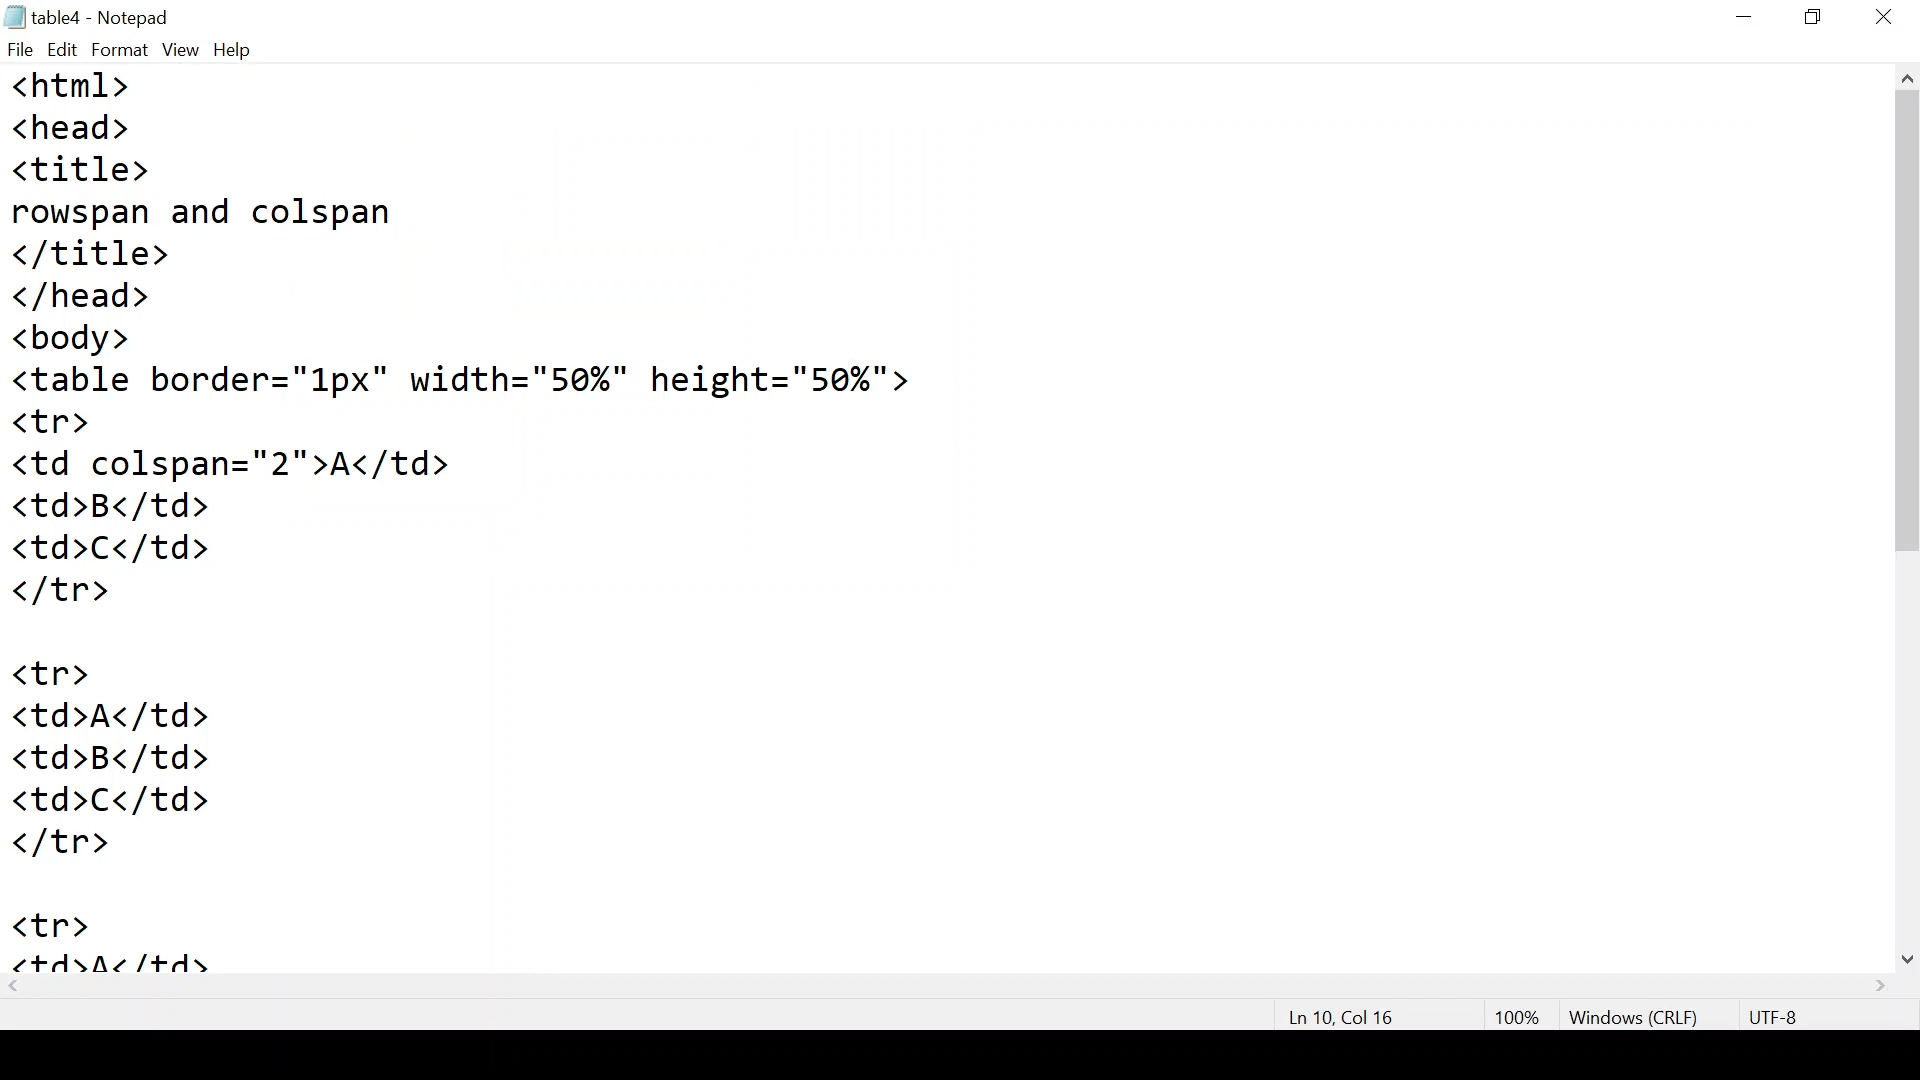 table4 - Notepad
File Edit Format View Help
<html>
<head>
<title>
rowspan and colspan
</title>
</head>
<body>
<table border="1px" width="50%" height="50%">
<tr>
<td colspan="2">A</td>
<td>B</td>
<td>C</td>
</tr>
<tr>
<td>A</td>
<td>B</td>
<td>C</td>
</tr>
<tr>
<td>A</td>
Ln 10, Col 16 100% Windows (CRLF) UTF-8